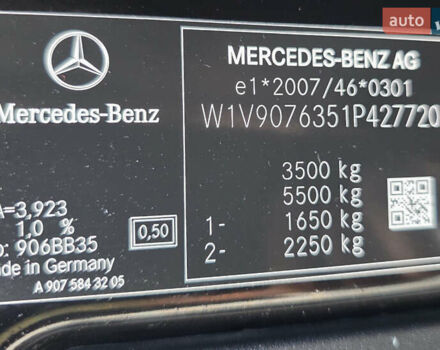 auto
Mercedes-Benz
MERCEDES-BENZ AG
e1*2007/46*0301
W1V9076351P427720
3500 kg
5500 kg
1- 1650 kg
2- 2250 kg
A=3,923
1,0 %
o: 906BB35
0,50
de in Germany
A 907 584 32 05